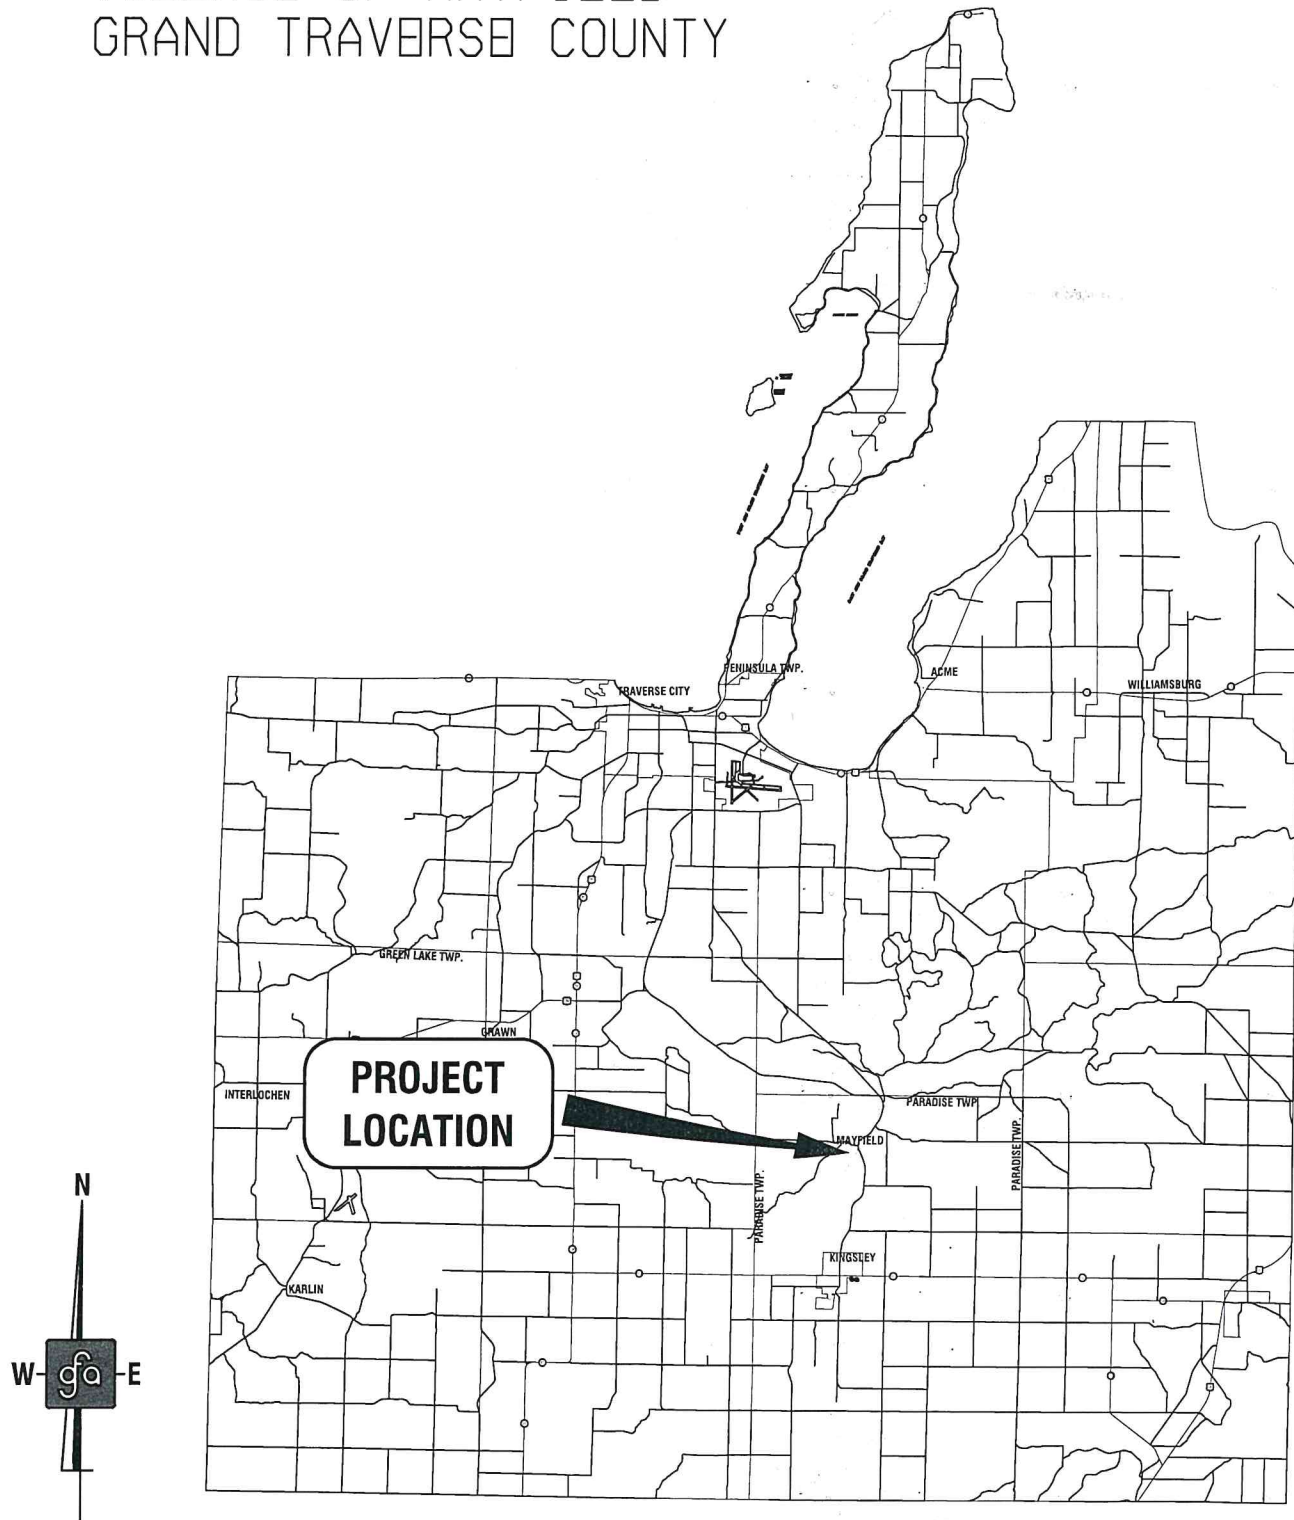 GRAND TRAVERSE COUNTY
PENINSULA TWP.
TRAVERSE CITY
ACME
WILLIAMSBURG
GREEN LAKE TWP.
GRAWN
PROJECT
LOCATION
INTERLOCHEN
PARADISE TWP
MAYFIELD
PARADISE TWP.
PARADISE TWP.
KINGSLEY
KARLIN
N
W
gfa
E